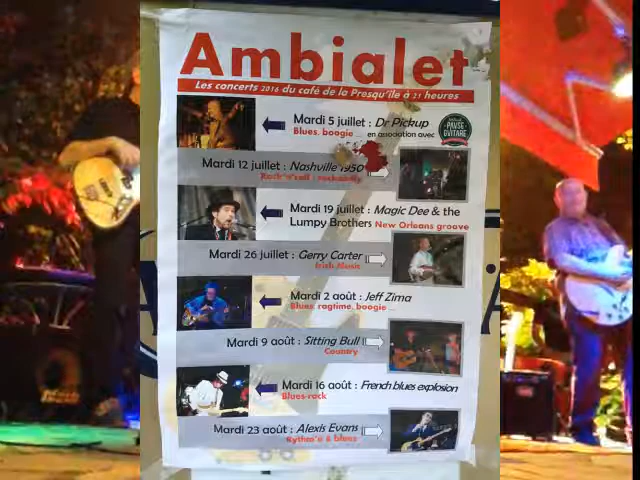 Ambialet
Les concerts 2016 du café de la Presqu'île à 21 heures
Mardi 5 juillet : Dr Pickup
Blues, boogie ... en association avec
PAUSE GUITARE
Mardi 12 juillet : Nashville 1950
Rock'n'roll / rockabilly
Mardi 19 juillet : Magic Dee & the
Lumpy Brothers New Orleans groove
Mardi 26 juillet : Gerry Carter
Irish Music
Mardi 2 août : Jeff Zima
Blues, ragtime, boogie ...
Mardi 9 août : Sitting Bull
Country
Mardi 16 août : French blues explosion
Blues-rock
Mardi 23 août : Alexis Evans
Rythm'n & blues